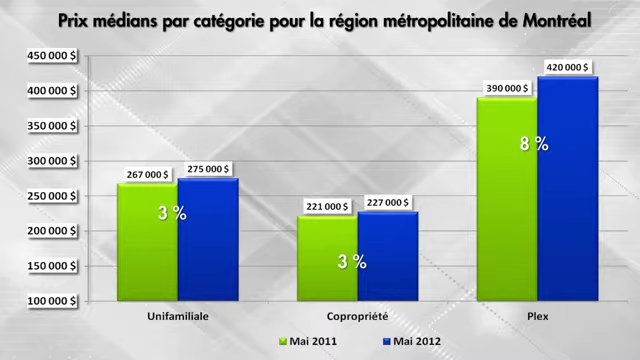 Prix médians par catégorie pour la région métropolitaine de Montréal
450 000 $
400 000 $
350 000 $
300 000 $
250 000 $
200 000 $
150 000 $
100 000 $
267 000 $
275 000 $
3 %
221 000 $
227 000 $
3 %
390 000 $
420 000 $
8 %
Unifamiliale
Copropriété
Plex
Mai 2011
Mai 2012